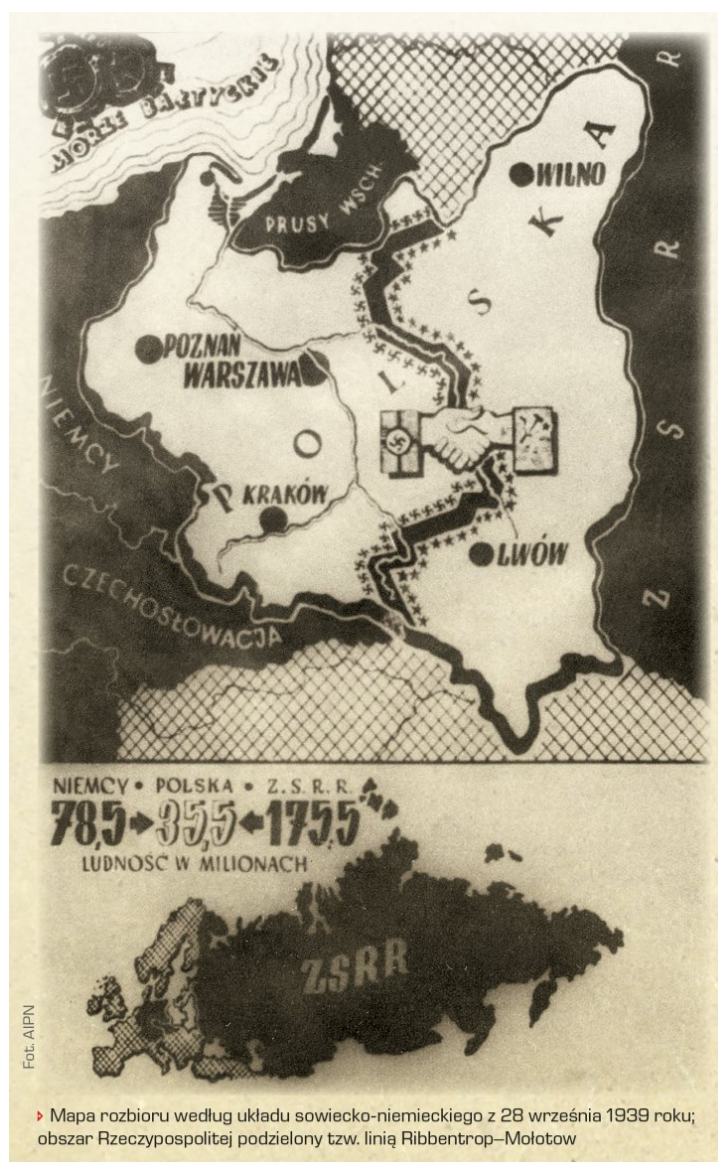 MORZE BAŁTYCKIE
PRUSY WSCH.
WILNO
POZNAŃ
WARSZAWA
POLSKA
NIEMCY
KRAKÓW
LWÓW
CZECHOSŁOWACJA
Z S R R
NIEMCY • POLSKA • Z.S.R.R.
78,5 35,5 175,5
LUDNOŚĆ W MILIONACH
ZSRR
Fot. AIPN
Mapa rozbioru według układu sowiecko-niemieckiego z 28 września 1939 roku;
obszar Rzeczypospolitej podzielony tzw. linią Ribbentrop–Mołotow